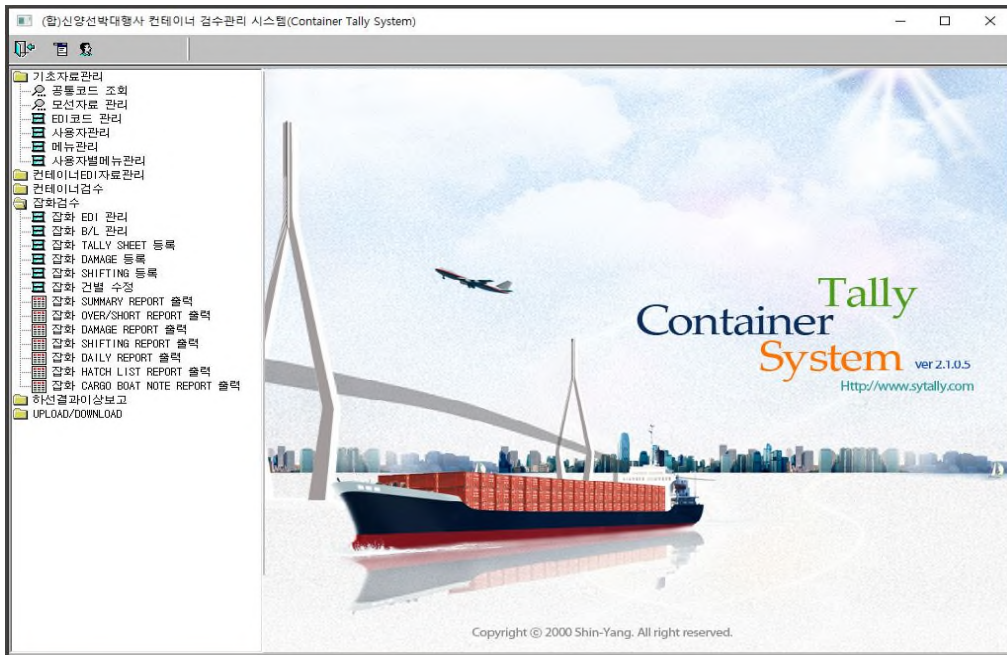 (합)신양선박대행사 컨테이너 검수관리 시스템(Container Tally System)
기초자료관리
공통코드 조회
모선자료 관리
EDI코드 관리
사용자관리
메뉴관리
사용자별메뉴관리
컨테이너EDI자료관리
컨테이너검수
잡화검수
잡화 EDI 관리
잡화 B/L 관리
잡화 TALLY SHEET 등록
잡화 DAMAGE 등록
잡화 SHIFTING 등록
잡화 건별 수정
잡화 SUMMARY REPORT 출력
잡화 OVER/SHORT REPORT 출력
잡화 DAMAGE REPORT 출력
잡화 SHIFTING REPORT 출력
잡화 DAILY REPORT 출력
잡화 HATCH LIST REPORT 출력
잡화 CARGO BOAT NOTE REPORT 출력
하선결과이상보고
UPLOAD/DOWNLOAD
Tally
Container
System ver 2.1.0.5
Http://www.sytally.com
Copyright ⓒ 2000 Shin-Yang. All right reserved.